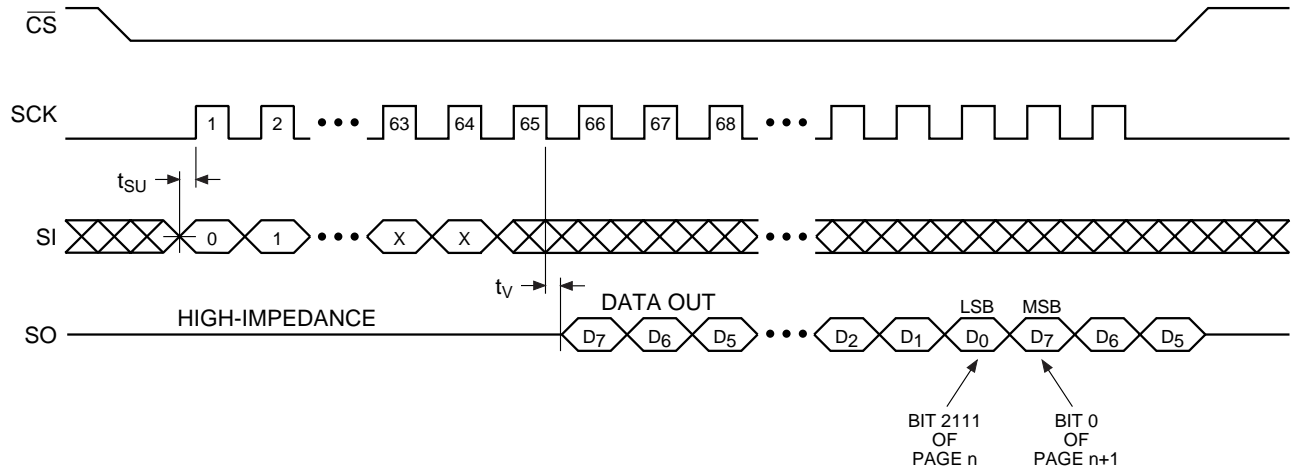 CS
SCK
1 2 ••• 63 64 65 66 67 68 •••
tSU
SI
0 1 ••• X X •••
tV
DATA OUT
LSB MSB
HIGH-IMPEDANCE
SO
D7 D6 D5 ••• D2 D1 D0 D7 D6 D5
BIT 2111
OF
PAGE n
BIT 0
OF
PAGE n+1